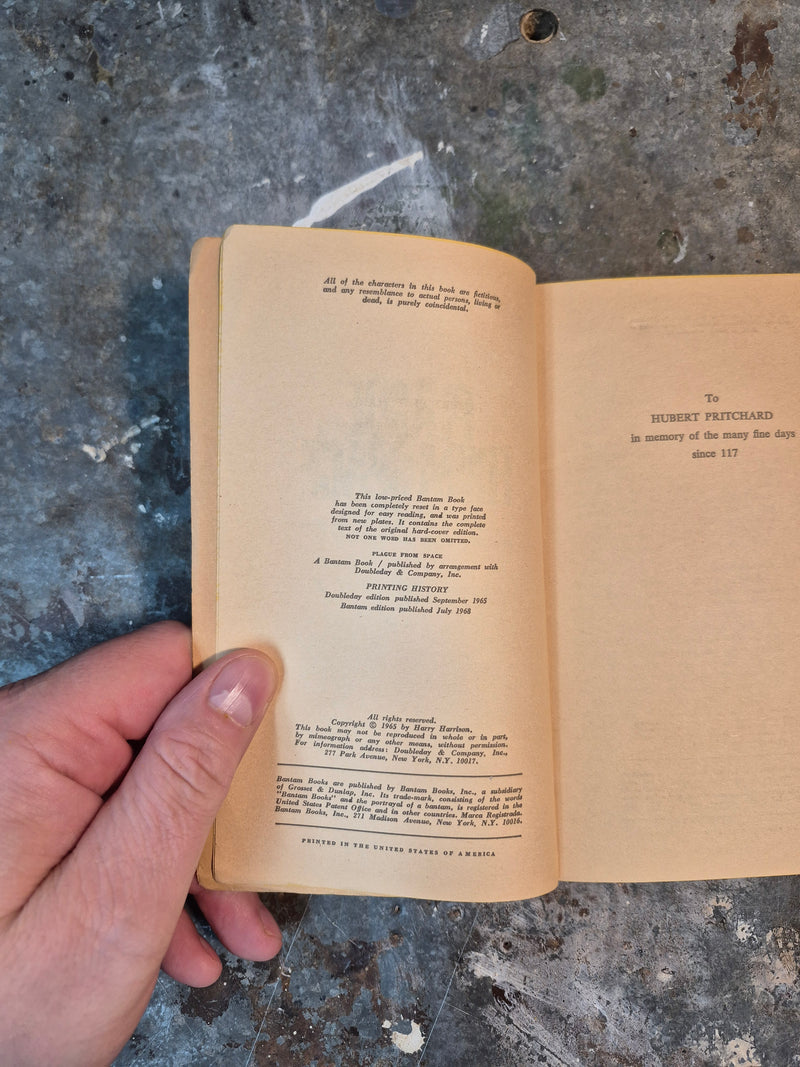 All of the characters in this book are fictitious,
and any resemblance to actual persons, living or
dead, is purely coincidental.
This low-priced Bantam Book
has been completely reset in a type face
designed for easy reading, and was printed
from new plates. It contains the complete
text of the original hard-cover edition.
NOT ONE WORD HAS BEEN OMITTED.
PLAGUE FROM SPACE
A Bantam Book / published by arrangement with
Doubleday & Company, Inc.
PRINTING HISTORY
Doubleday edition published September 1965
Bantam edition published July 1968
All rights reserved.
Copyright © 1965 by Harry Harrison.
This book may not be reproduced in whole or in part,
by mimeograph or any other means, without permission.
For information address: Doubleday & Company, Inc.,
277 Park Avenue, New York, N.Y. 10017.
Bantam Books are published by Bantam Books, Inc., a subsidiary
of Grosset & Dunlap, Inc. Its trade-mark, consisting of the words
"Bantam Books" and the portrayal of a bantam, is registered in the
United States Patent Office and in other countries. Marca Registrada.
Bantam Books, Inc., 271 Madison Avenue, New York, N.Y. 10016.
PRINTED IN THE UNITED STATES OF AMERICA
To
HUBERT PRITCHARD
in memory of the many fine days
since 117